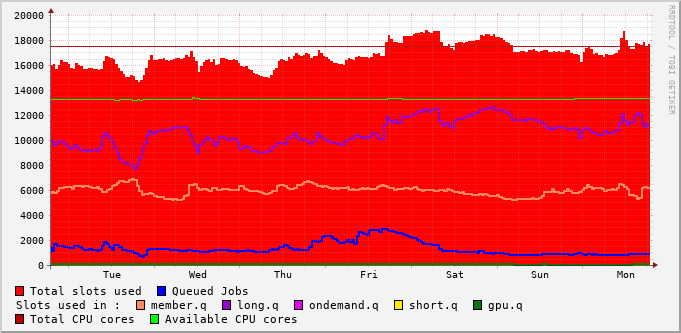 20000
18000
16000
14000
12000
10000
8000
6000
4000
2000
0
Tue Wed Thu Fri Sat Sun Mon
RRDTOOL / TOBI OETIKER
Total slots used Queued Jobs
Slots used in : member.q long.q ondemand.q short.q gpu.q
Total CPU cores Available CPU cores